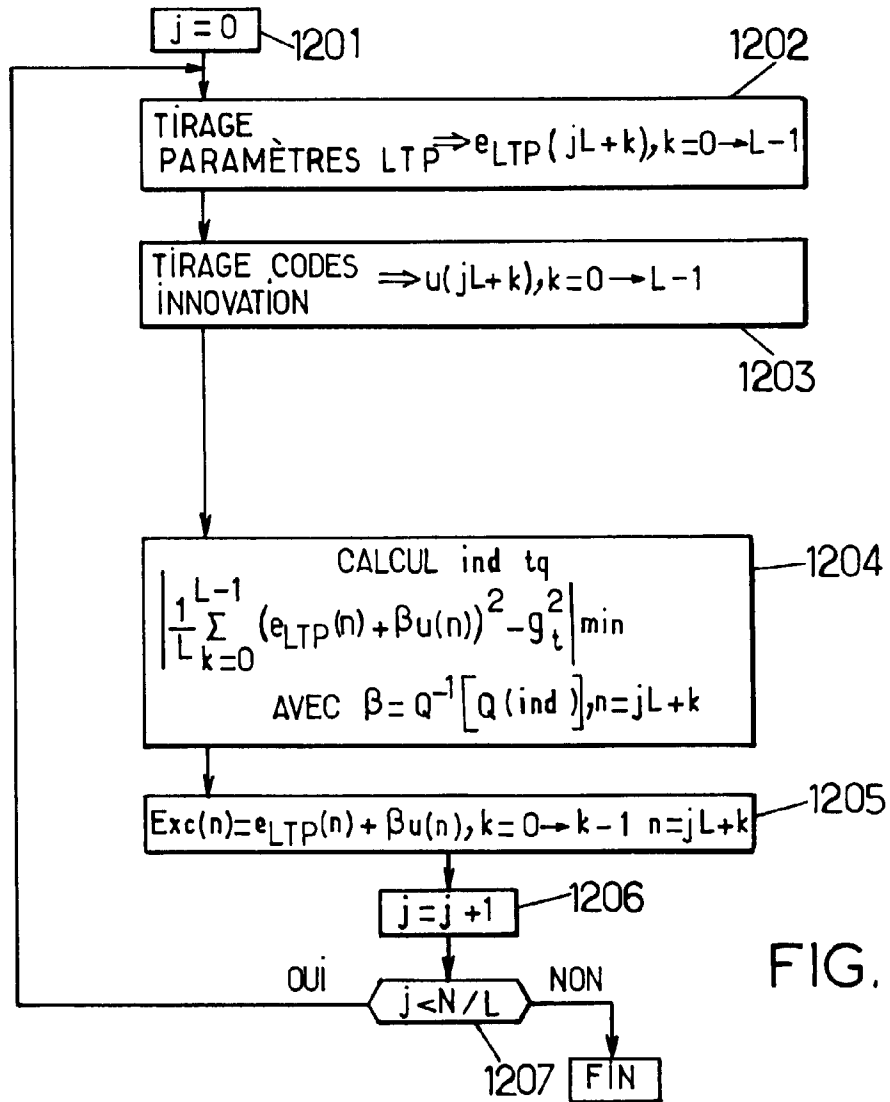 j = 0
1201
1202
TIRAGE
PARAMÈTRES LTP ⇒ e_LTP(jL+k), k=0→L-1
TIRAGE CODES
INNOVATION ⇒ u(jL+k), k=0→L-1
1203
CALCUL ind tq
1204
|1/L ∑_{k=0}^{L-1} (e_LTP(n) + βu(n))^2 - g_t^2| min
AVEC β = Q^-1 [Q(ind)], n=jL+k
1205
Exc(n)=e_LTP(n) + βu(n), k=0→k-1 n=jL+k
1206
j = j +1
OUI
NON
FIG.
j < N / L
1207
FIN